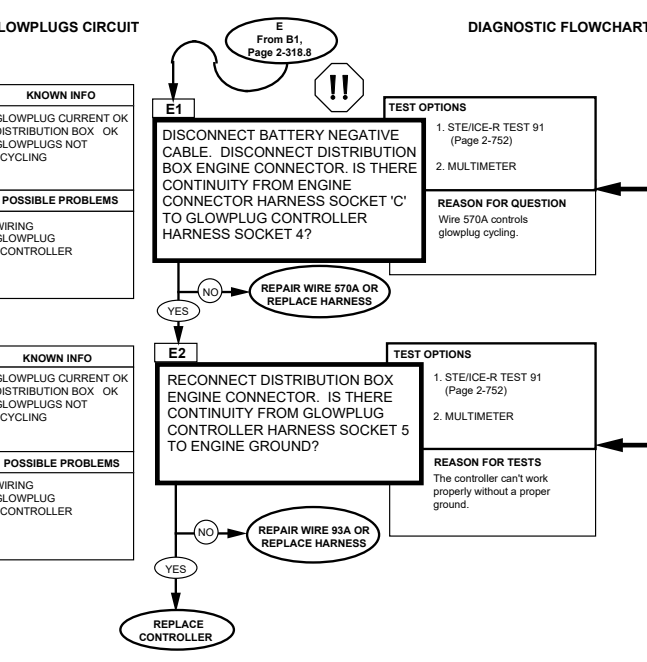 LOWPLUGS CIRCUIT
DIAGNOSTIC FLOWCHART
E
From B1,
Page 2-318.8
!!
KNOWN INFO
GLOWPLUG CURRENT OK
DISTRIBUTION BOX OK
GLOWPLUGS NOT
CYCLING
POSSIBLE PROBLEMS
WIRING
GLOWPLUG
CONTROLLER
E1
DISCONNECT BATTERY NEGATIVE
CABLE. DISCONNECT DISTRIBUTION
BOX ENGINE CONNECTOR. IS THERE
CONTINUITY FROM ENGINE
CONNECTOR HARNESS SOCKET 'C'
TO GLOWPLUG CONTROLLER
HARNESS SOCKET 4?
TEST OPTIONS
1. STE/ICE-R TEST 91
(Page 2-752)
2. MULTIMETER
REASON FOR QUESTION
Wire 570A controls
glowplug cycling.
NO
REPAIR WIRE 570A OR
REPLACE HARNESS
YES
KNOWN INFO
GLOWPLUG CURRENT OK
DISTRIBUTION BOX OK
GLOWPLUGS NOT
CYCLING
POSSIBLE PROBLEMS
WIRING
GLOWPLUG
CONTROLLER
E2
RECONNECT DISTRIBUTION BOX
ENGINE CONNECTOR. IS THERE
CONTINUITY FROM GLOWPLUG
CONTROLLER HARNESS SOCKET 5
TO ENGINE GROUND?
TEST OPTIONS
1. STE/ICE-R TEST 91
(Page 2-752)
2. MULTIMETER
REASON FOR TESTS
The controller can't work
properly without a proper
ground.
NO
REPAIR WIRE 93A OR
REPLACE HARNESS
YES
REPLACE
CONTROLLER